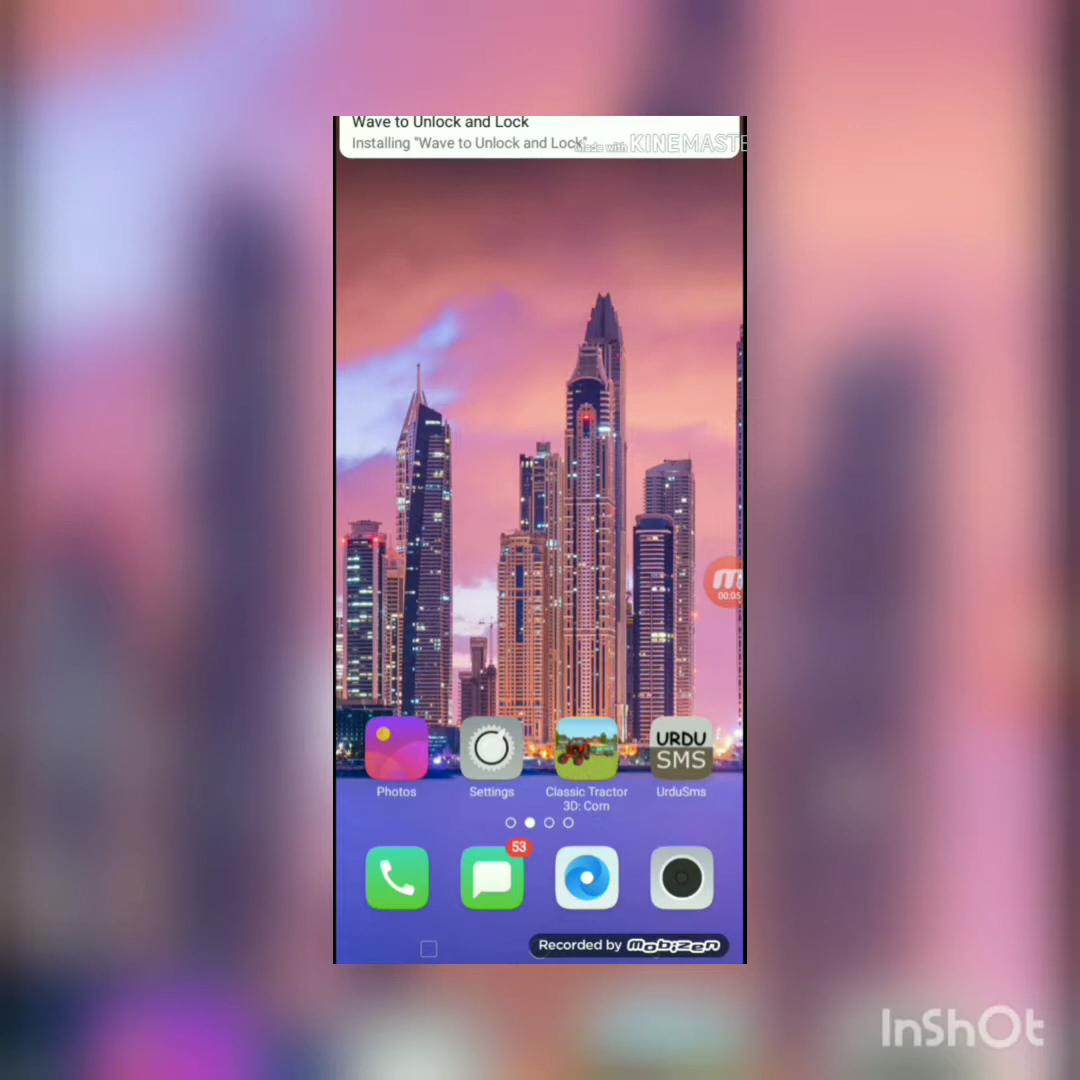 Wave to Unlock and Lock
Installing "Wave to Unlock and Lock"
Made with KINEMASTE
00:05
URDU
SMS
Photos
Settings
Classic Tractor
3D: Corn
UrduSms
53
Recorded by Mobizen
InShOt